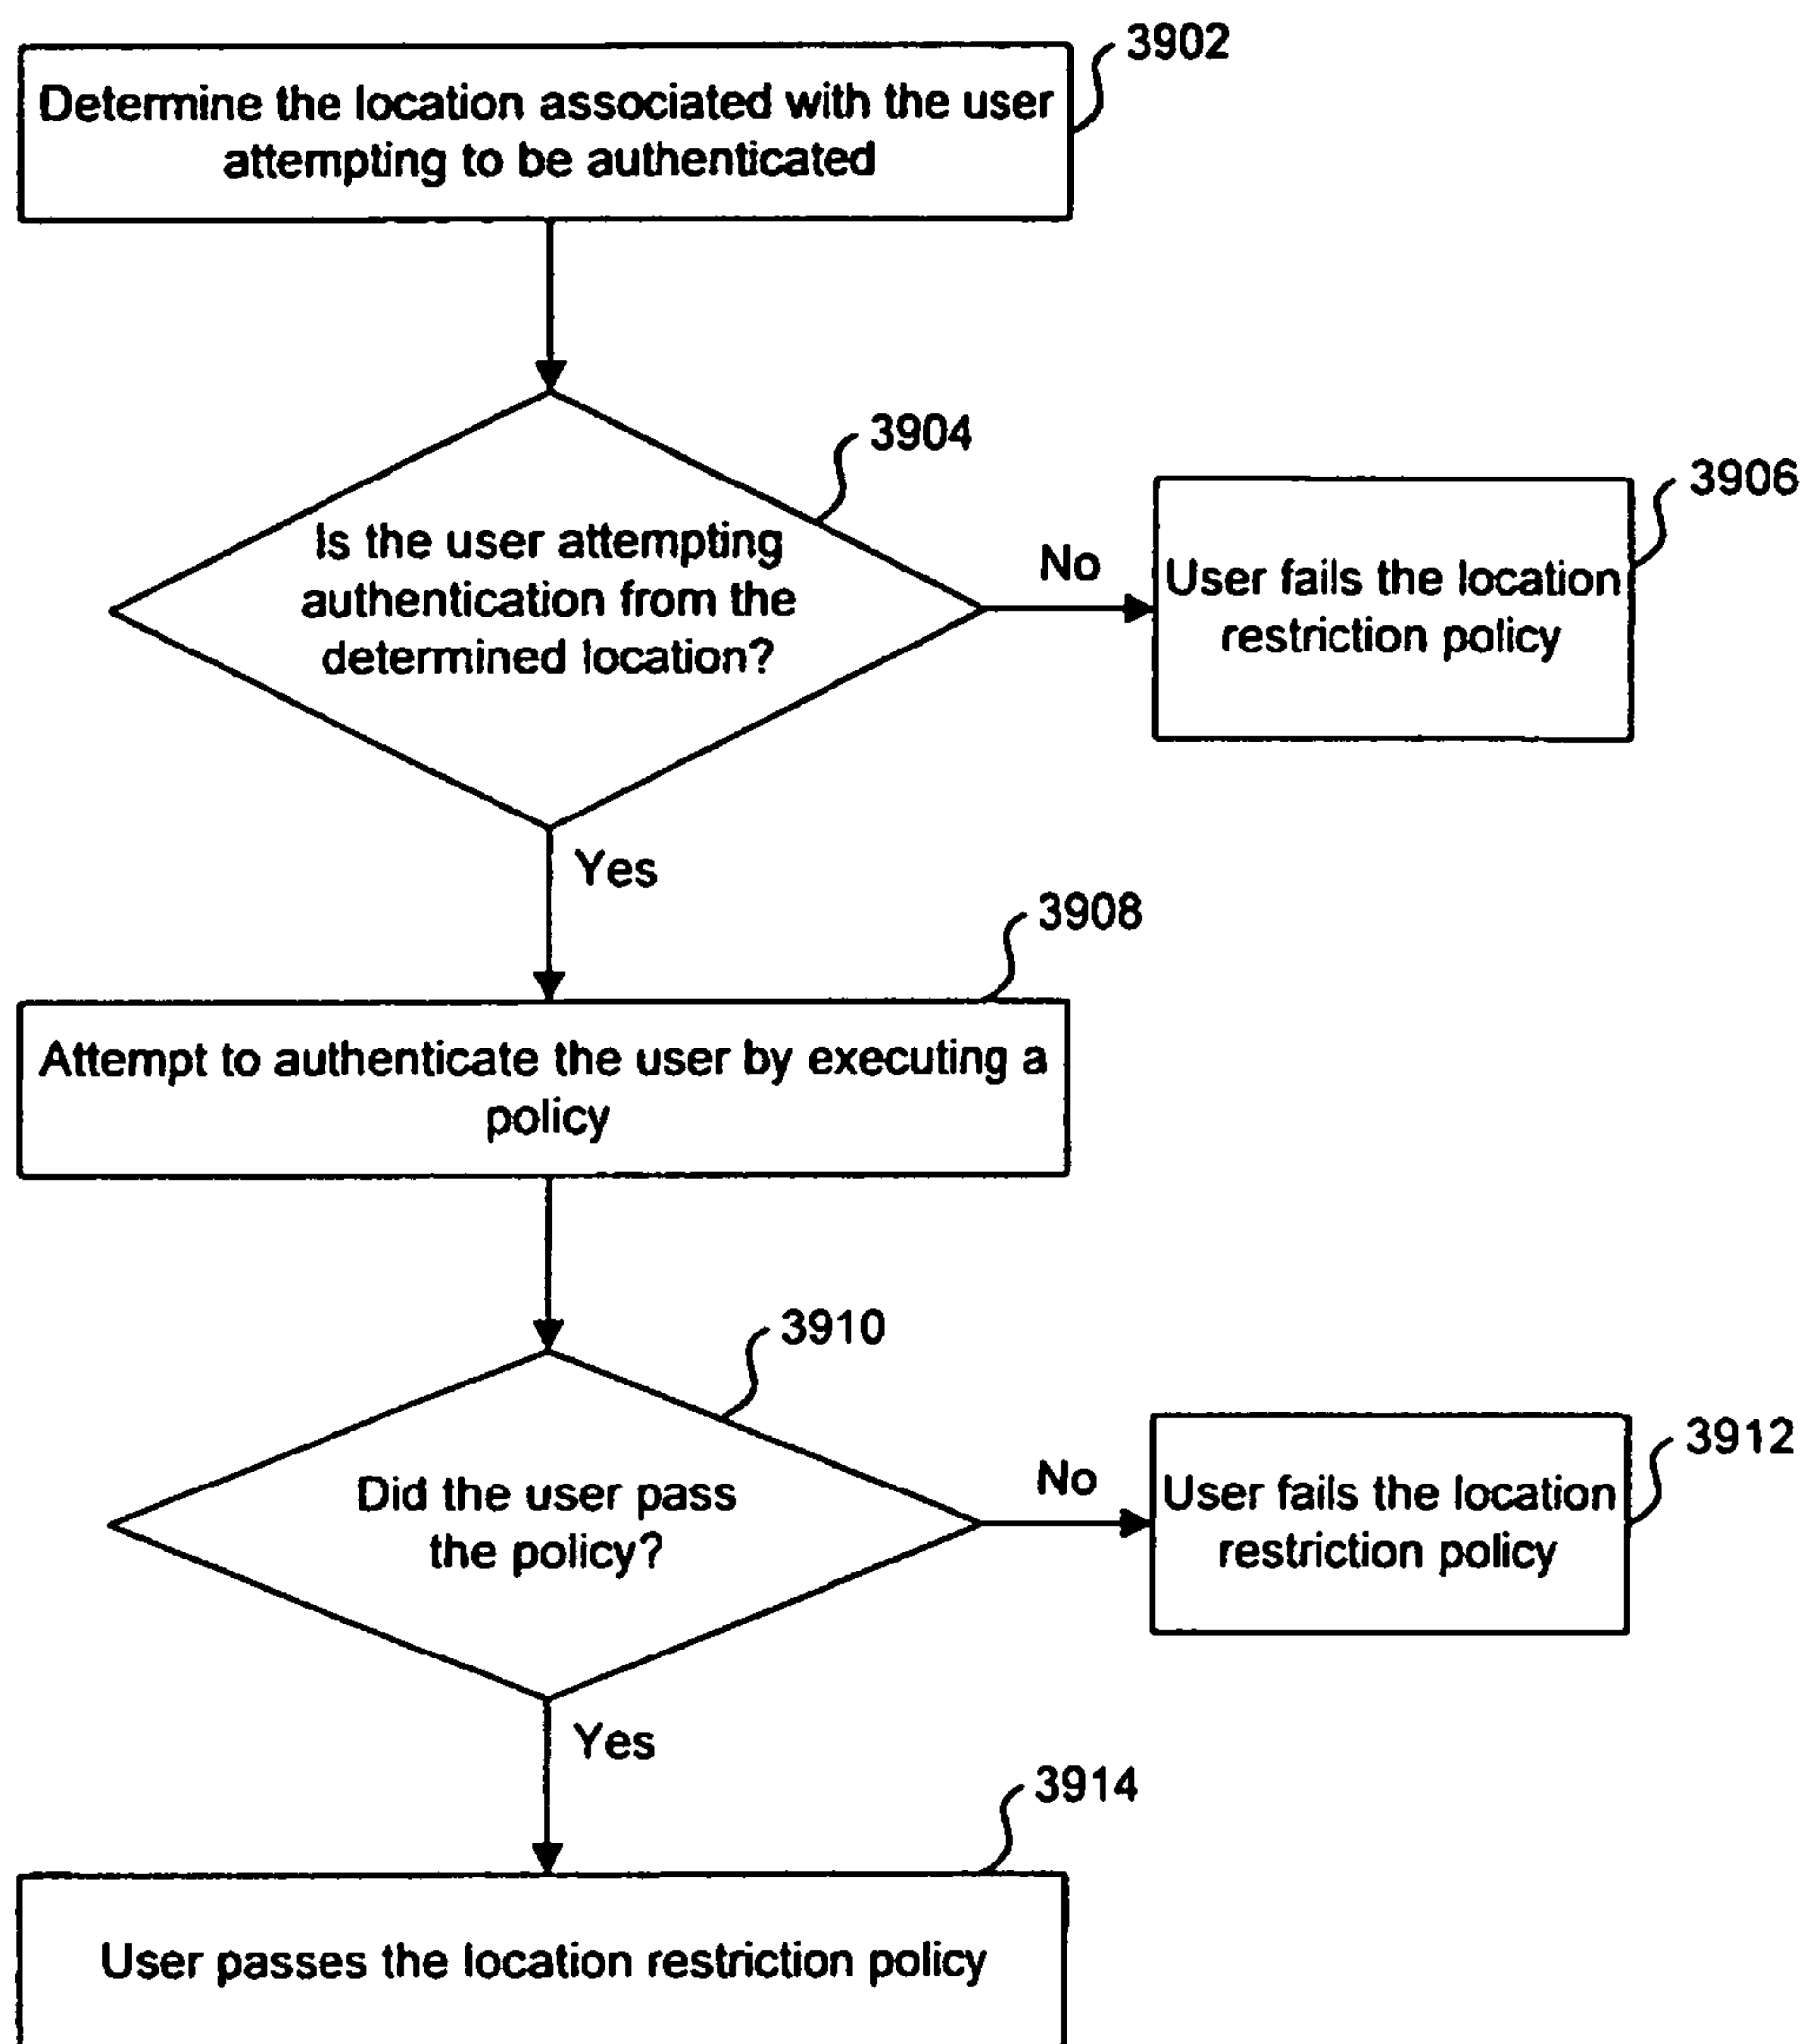 3902
Determine the location associated with the user
attempting to be authenticated
3904
Is the user attempting
authentication from the
determined location?
No
3906
User fails the location
restriction policy
Yes
3908
Attempt to authenticate the user by executing a
policy
3910
Did the user pass
the policy?
No
3912
User fails the location
restriction policy
Yes
3914
User passes the location restriction policy